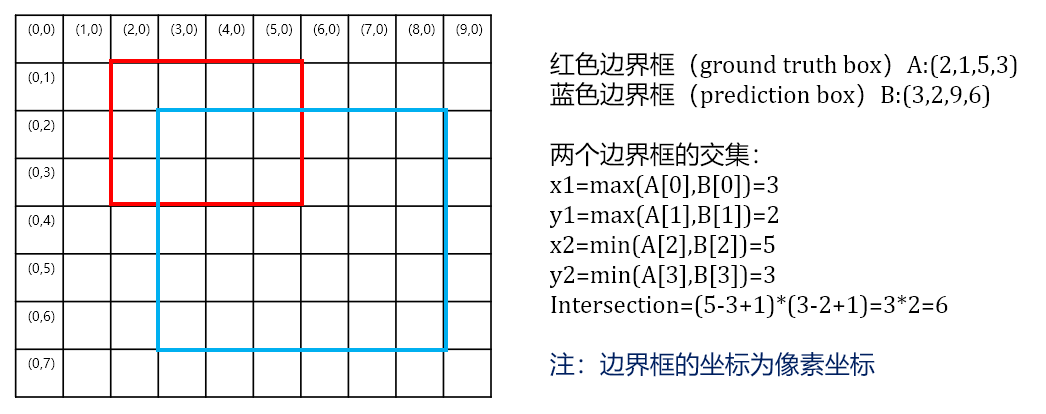 (0,0) (1,0) (2,0) (3,0) (4,0) (5,0) (6,0) (7,0) (8,0) (9,0)
(0,1)
(0,2)
(0,3)
(0,4)
(0,5)
(0,6)
(0,7)
红色边界框（ground truth box）A:(2,1,5,3)
蓝色边界框（prediction box）B:(3,2,9,6)
两个边界框的交集：
x1=max(A[0],B[0])=3
y1=max(A[1],B[1])=2
x2=min(A[2],B[2])=5
y2=min(A[3],B[3])=3
Intersection=(5-3+1)*(3-2+1)=3*2=6
注：边界框的坐标为像素坐标